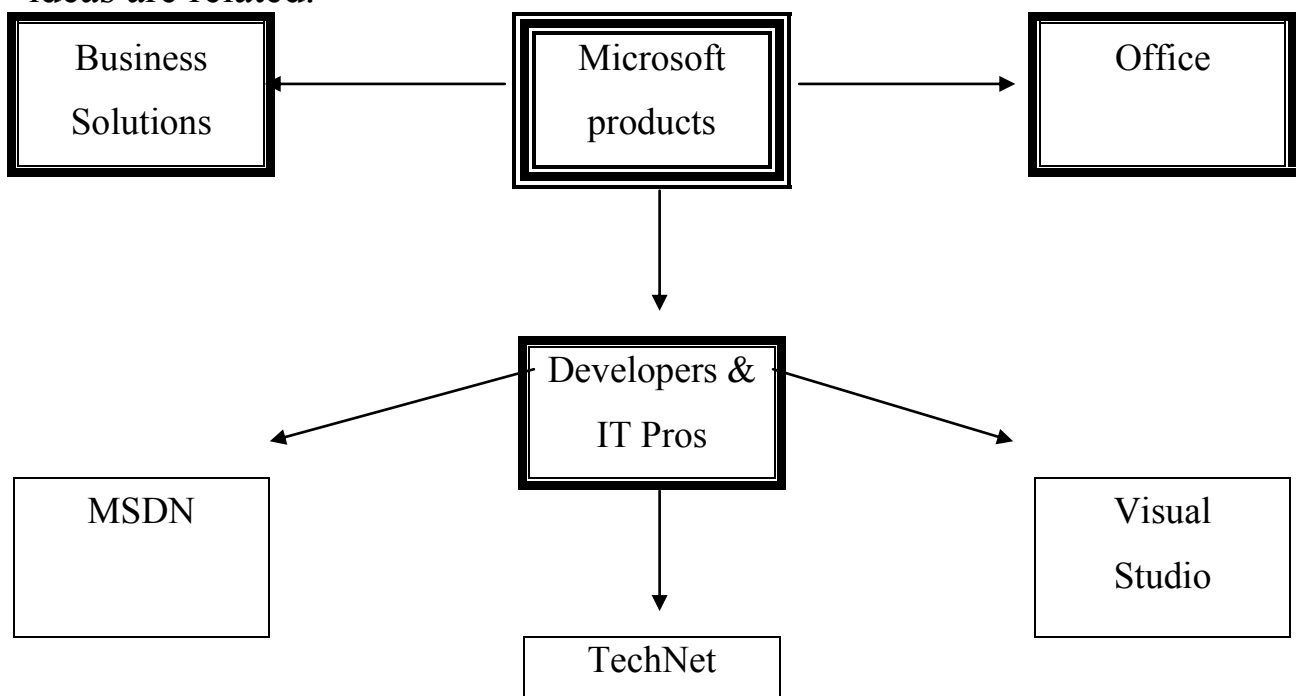 ideas are related.
Business
Solutions
Microsoft
products
Office
Developers &
IT Pros
MSDN
Visual
Studio
TechNet